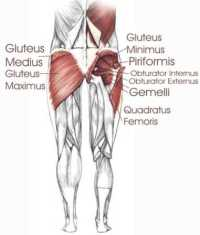 Gluteus
Medius
Gluteus
Maximus
Gluteus
Minimus
Piriformis
Obturator Internus
Obturator Externus
Gemelli
Quadratus
Femoris